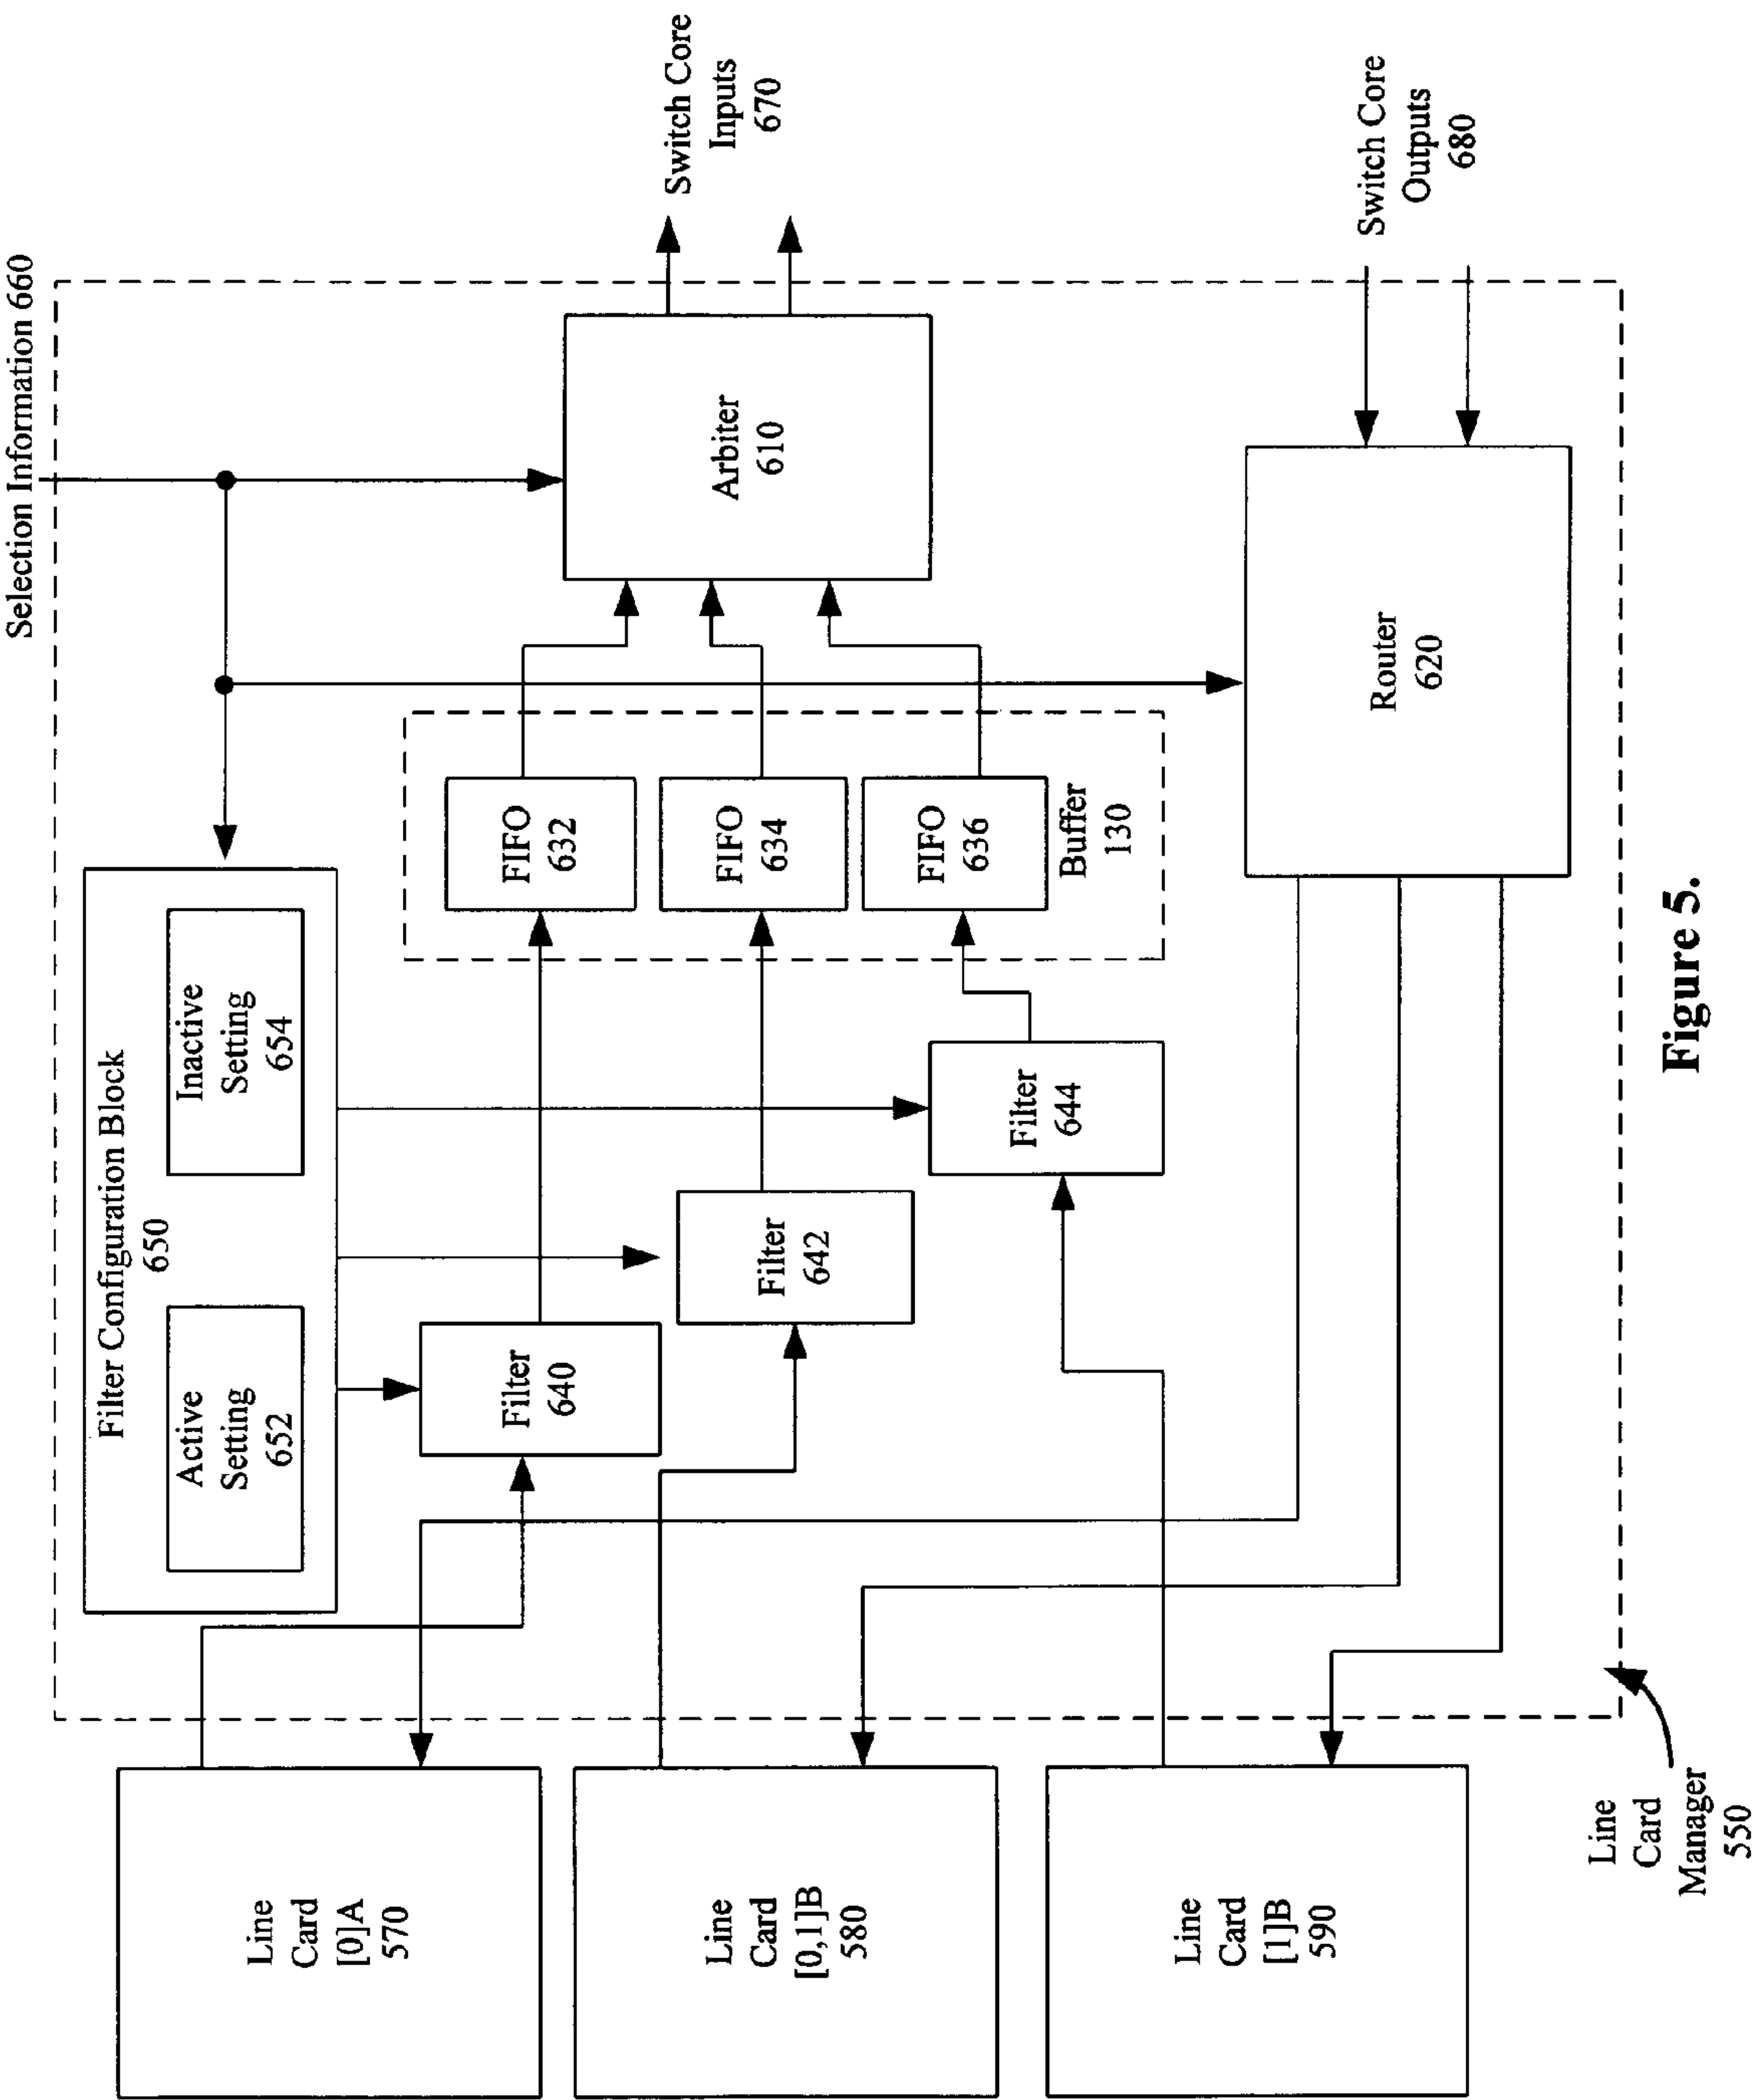 Selection Information 660
Filter Configuration Block
650
Active
Setting
652
Inactive
Setting
654
Switch Core
Inputs
670
Line
Card
[0]A
570
Filter
640
FIFO
632
Arbiter
610
Line
Card
[0,1]B
580
Filter
642
FIFO
634
Filter
644
FIFO
636
Buffer
130
Line
Card
[1]B
590
Router
620
Switch Core
Outputs
680
Line
Card
Manager
550
Figure 5.